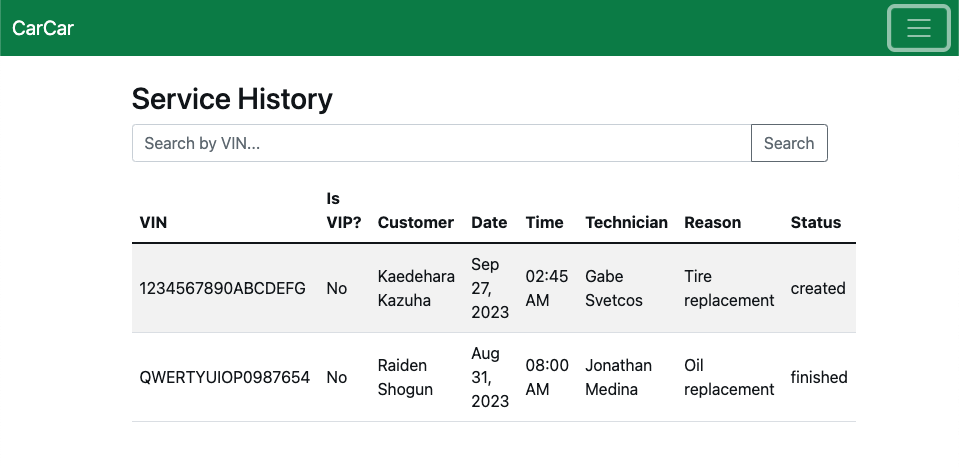 CarCar
Service History
Search by VIN... Search
VIN Is VIP? Customer Date Time Technician Reason Status
1234567890ABCDEFG No Kaedehara Kazuha Sep 27, 2023 02:45 AM Gabe Svetcos Tire replacement created
QWERTYUIOP0987654 No Raiden Shogun Aug 31, 2023 08:00 AM Jonathan Medina Oil replacement finished